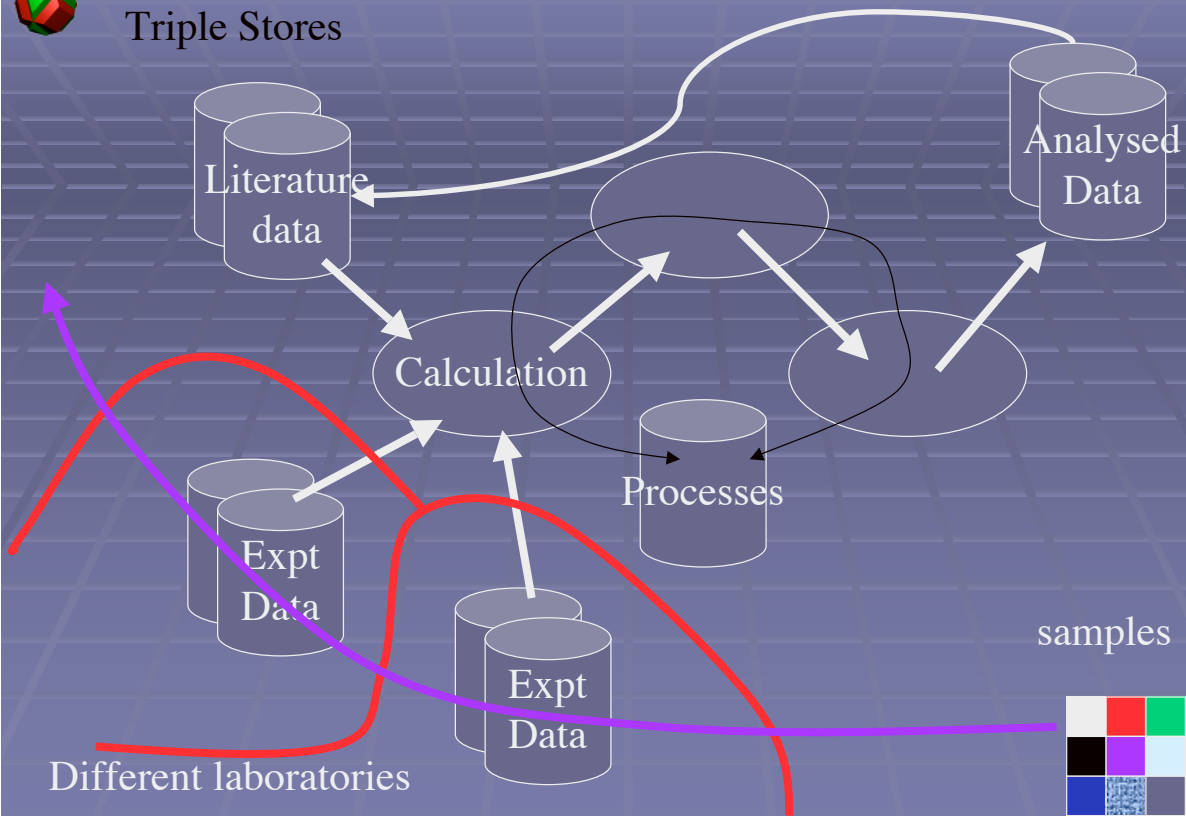 Triple Stores
Analysed
Data
Literature
data
Calculation
Processes
Expt
Data
samples
Expt
Data
Different laboratories